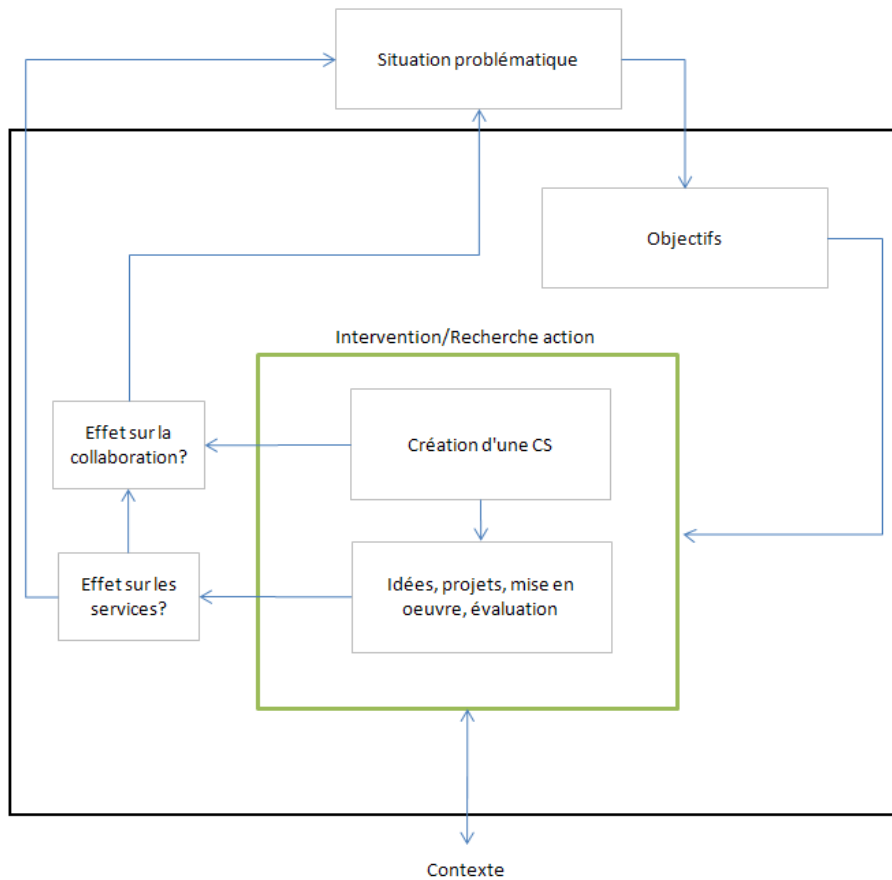 Situation problématique
Objectifs
Intervention/Recherche action
Effet sur la
collaboration?
Création d'une CS
Effet sur les
services?
Idées, projets, mise en
oeuvre, évaluation
Contexte